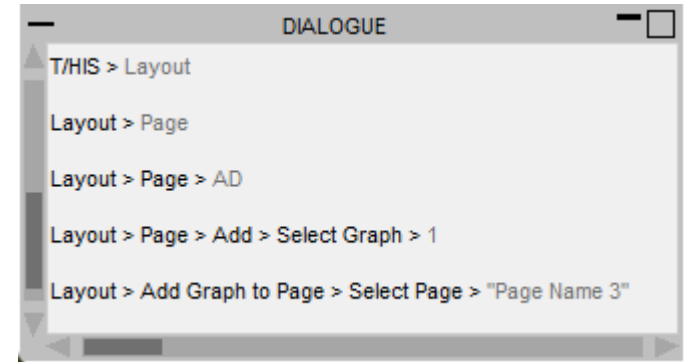 DIALOGUE
T/HIS > Layout
Layout > Page
Layout > Page > AD
Layout > Page > Add > Select Graph > 1
Layout > Add Graph to Page > Select Page > "Page Name 3"